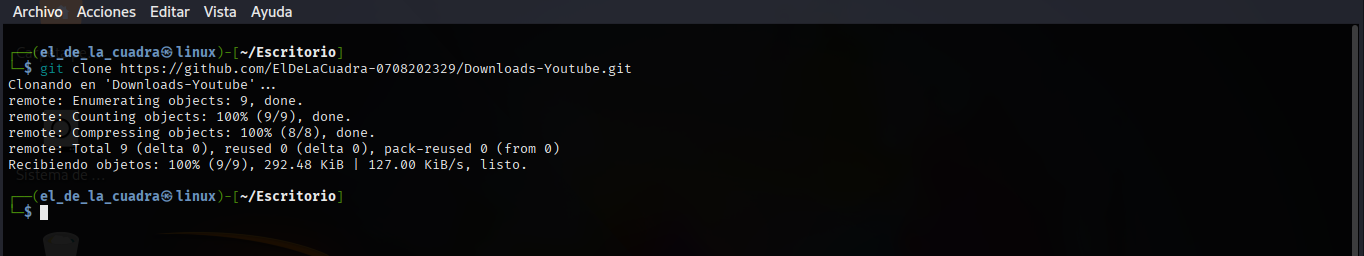 Archivo Acciones Editar Vista Ayuda
┌──(el_de_la_cuadra㉿linux)-[~/Escritorio]
└─$ git clone https://github.com/ElDeLaCuadra-0708202329/Downloads-Youtube.git
Clonando en 'Downloads-Youtube'...
remote: Enumerating objects: 9, done.
remote: Counting objects: 100% (9/9), done.
remote: Compressing objects: 100% (8/8), done.
remote: Total 9 (delta 0), reused 0 (delta 0), pack-reused 0 (from 0)
Recibiendo objetos: 100% (9/9), 292.48 KiB | 127.00 KiB/s, listo.
Sistema de ...
┌──(el_de_la_cuadra㉿linux)-[~/Escritorio]
└─$